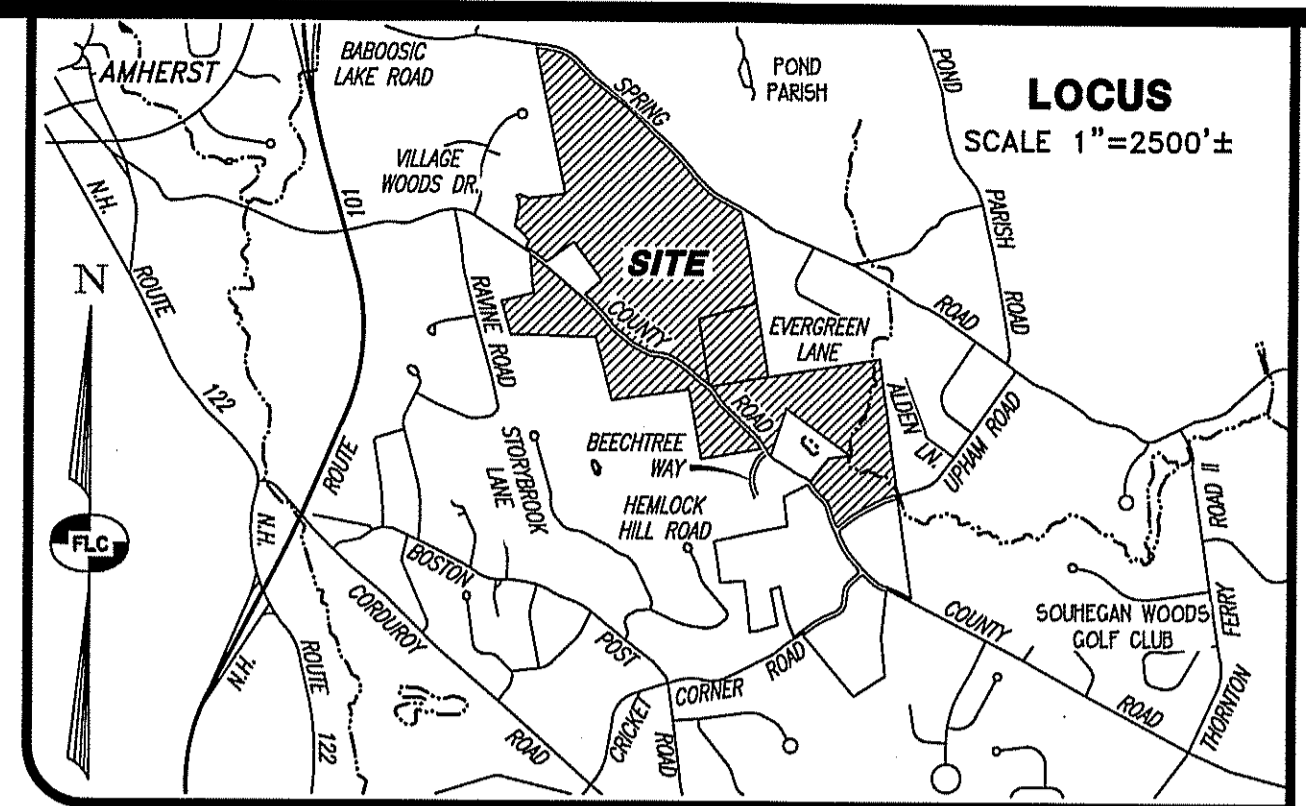 AMHERST
BABOOSIC
LAKE ROAD
SPRING
POND
PARISH
POND
LOCUS
SCALE 1"=2500'±
VILLAGE
WOODS DR.
N.H.
101
PARISH
N
ROUTE
SITE
RAVINE ROAD
COUNTY
ROAD
ROAD
EVERGREEN
LANE
122
ROAD
ALDEN LN.
UPHAM ROAD
STORYBROOK
LANE
BEECHTREE
WAY
ROUTE
HEMLOCK
HILL ROAD
ROAD II
FLC
N.H.
BOSTON
CORDUROY
POST
COUNTY
SOUHEGAN WOODS
GOLF CLUB
FERRY
ROUTE
N.H.
CORNER
ROAD
CRICKET
ROAD
ROAD
ROAD
THORNTON
122